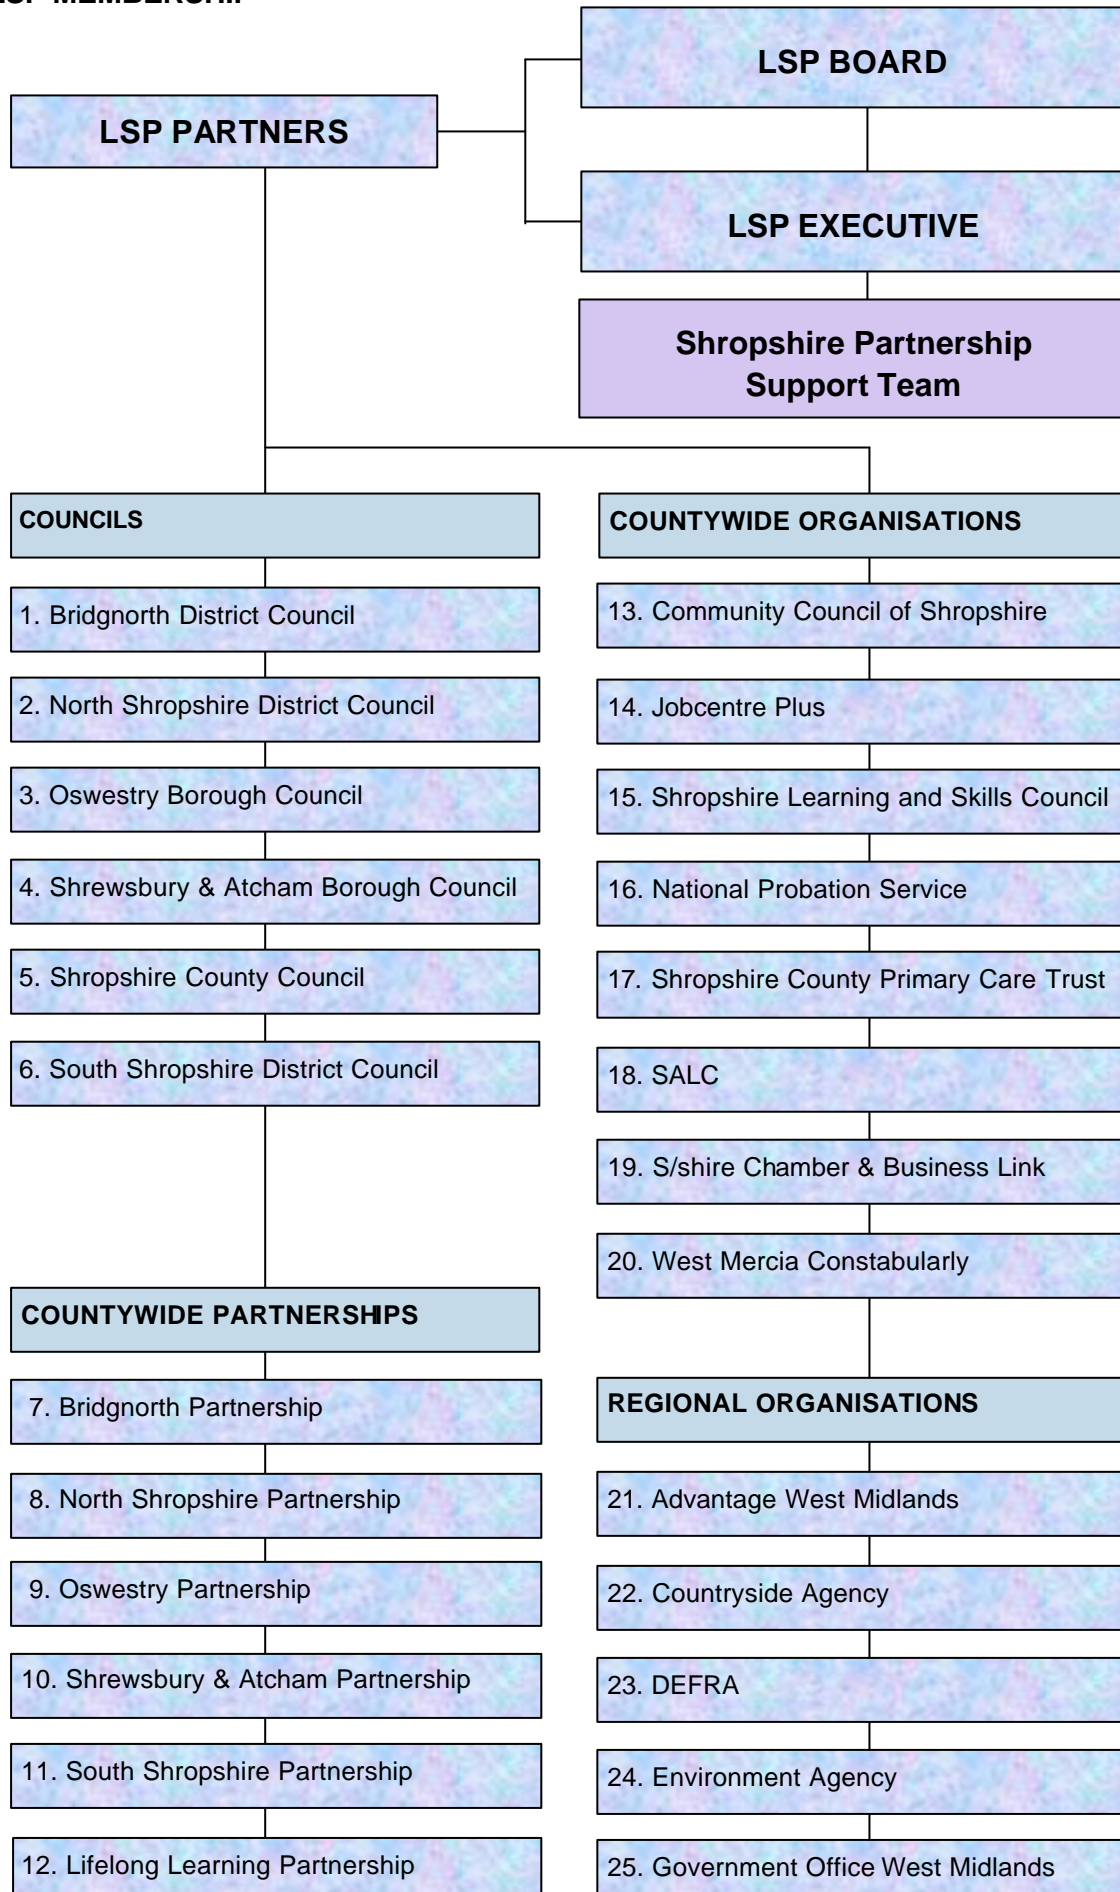 LSP MEMBERSHIP
LSP BOARD
LSP PARTNERS
LSP EXECUTIVE
Shropshire Partnership
Support Team
COUNCILS
1. Bridgnorth District Council
2. North Shropshire District Council
3. Oswestry Borough Council
4. Shrewsbury & Atcham Borough Council
5. Shropshire County Council
6. South Shropshire District Council
COUNTYWIDE PARTNERSHIPS
7. Bridgnorth Partnership
8. North Shropshire Partnership
9. Oswestry Partnership
10. Shrewsbury & Atcham Partnership
11. South Shropshire Partnership
12. Lifelong Learning Partnership
COUNTYWIDE ORGANISATIONS
13. Community Council of Shropshire
14. Jobcentre Plus
15. Shropshire Learning and Skills Council
16. National Probation Service
17. Shropshire County Primary Care Trust
18. SALC
19. S/shire Chamber & Business Link
20. West Mercia Constabularly
REGIONAL ORGANISATIONS
21. Advantage West Midlands
22. Countryside Agency
23. DEFRA
24. Environment Agency
25. Government Office West Midlands